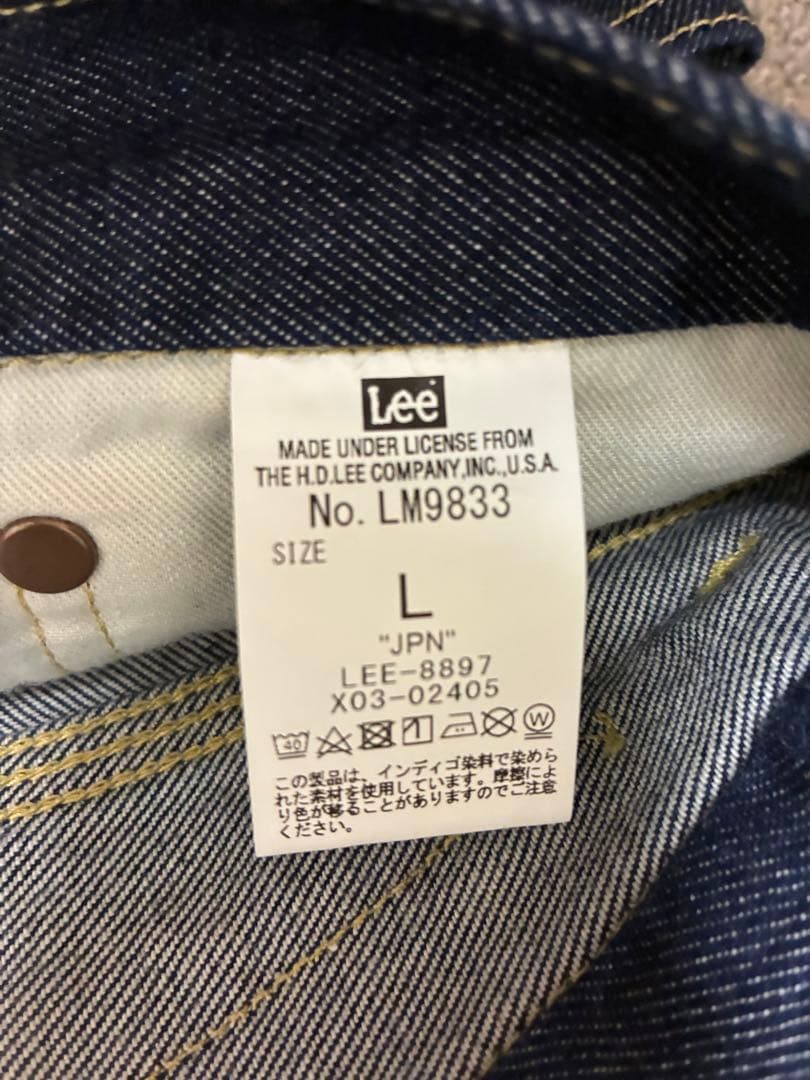 Lee
MADE UNDER LICENSE FROM
THE H.D.LEE COMPANY,INC.,U.S.A.
No. LM9833
SIZE
L
"JPN"
LEE-8897
X03-02405
40 W
この製品は、インディゴ染料で染めら
れた素材を使用しています。摩擦によ
り色が移ることがありますのでご注意
ください。